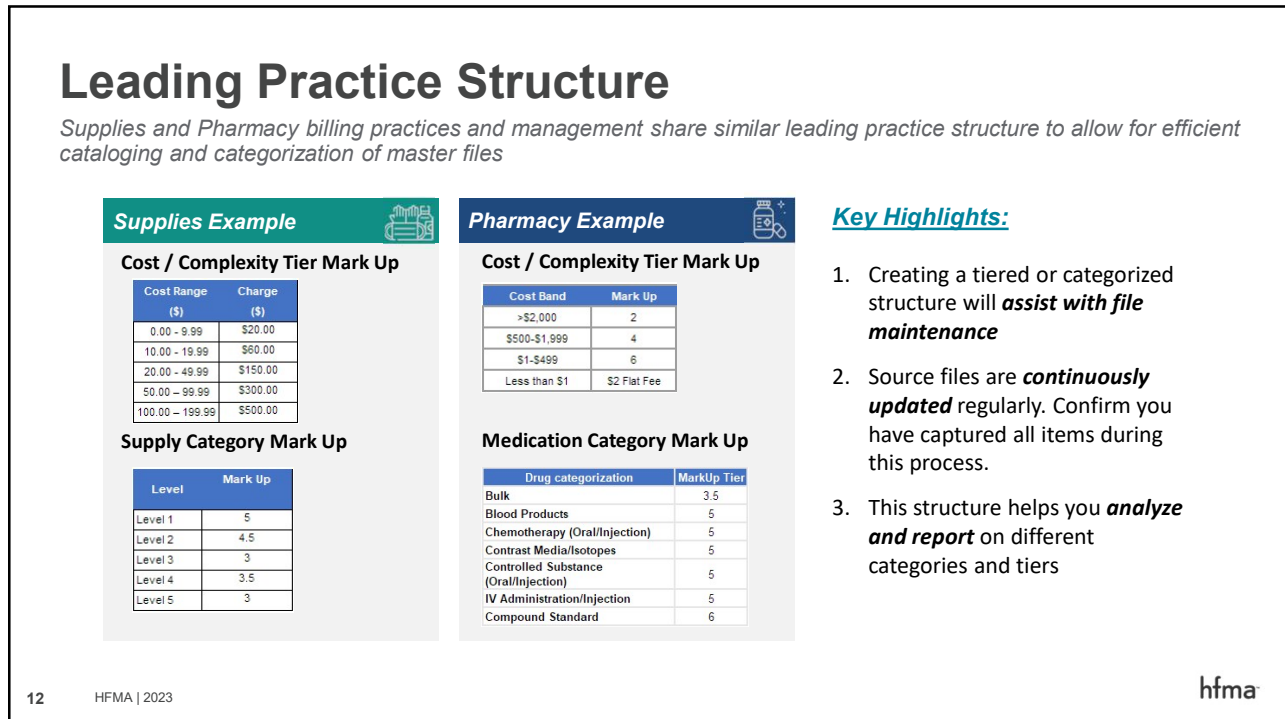 Leading Practice Structure
Supplies and Pharmacy billing practices and management share similar leading practice structure to allow for efficient
cataloging and categorization of master files
Supplies Example
Cost / Complexity Tier Mark Up
Cost Range ($) Charge ($)
0.00 - 9.99 $20.00
10.00 - 19.99 $60.00
20.00 - 49.99 $150.00
50.00 – 99.99 $300.00
100.00 – 199.99 $500.00
Supply Category Mark Up
Level Mark Up
Level 1 5
Level 2 4.5
Level 3 3
Level 4 3.5
Level 5 3
Pharmacy Example
Cost / Complexity Tier Mark Up
Cost Band Mark Up
>$2,000 2
$500-$1,999 4
$1-$499 6
Less than $1 $2 Flat Fee
Medication Category Mark Up
Drug categorization MarkUp Tier
Bulk 3.5
Blood Products 5
Chemotherapy (Oral/Injection) 5
Contrast Media/Isotopes 5
Controlled Substance
(Oral/Injection) 5
IV Administration/Injection 5
Compound Standard 6
Key Highlights:
1. Creating a tiered or categorized
structure will assist with file
maintenance
2. Source files are continuously
updated regularly. Confirm you
have captured all items during
this process.
3. This structure helps you analyze
and report on different
categories and tiers
12 HFMA | 2023
hfma